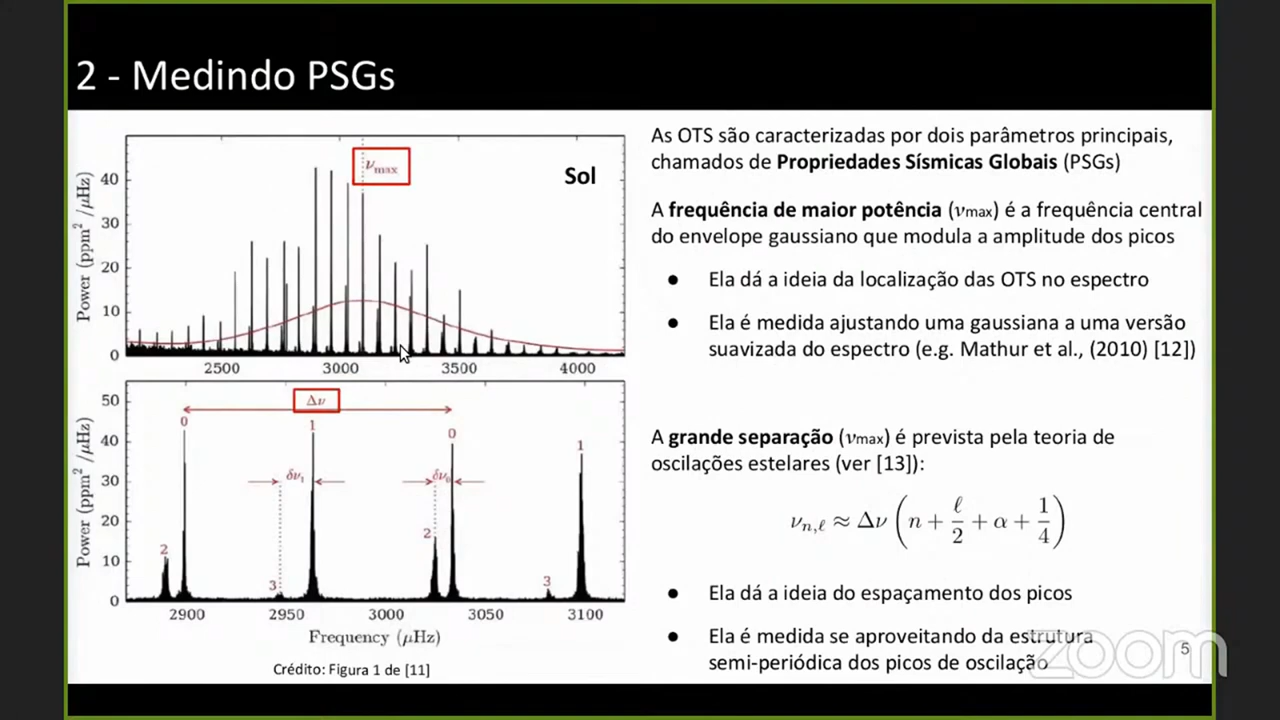 2 - Medindo PSGs
ν_max
Sol
Power (ppm² /μHz)
40
30
20
10
0
2500
3000
3500
4000
Δν
50
40
30
20
10
0
Power (ppm² /μHz)
0
1
0
1
δν₁
δν₀
2
3
2
3
2900
2950
3000
3050
3100
Frequency (μHz)
Crédito: Figura 1 de [11]
As OTS são caracterizadas por dois parâmetros principais,
chamados de Propriedades Sísmicas Globais (PSGs)
A frequência de maior potência (νmax) é a frequência central
do envelope gaussiano que modula a amplitude dos picos
● Ela dá a ideia da localização das OTS no espectro
● Ela é medida ajustando uma gaussiana a uma versão
suavizada do espectro (e.g. Mathur et al., (2010) [12])
A grande separação (νmax) é prevista pela teoria de
oscilações estelares (ver [13]):
ν_{n,ℓ} ≈ Δν (n + ℓ/2 + α + 1/4)
● Ela dá a ideia do espaçamento dos picos
● Ela é medida se aproveitando da estrutura
semi-periódica dos picos de oscilação
5
zoom